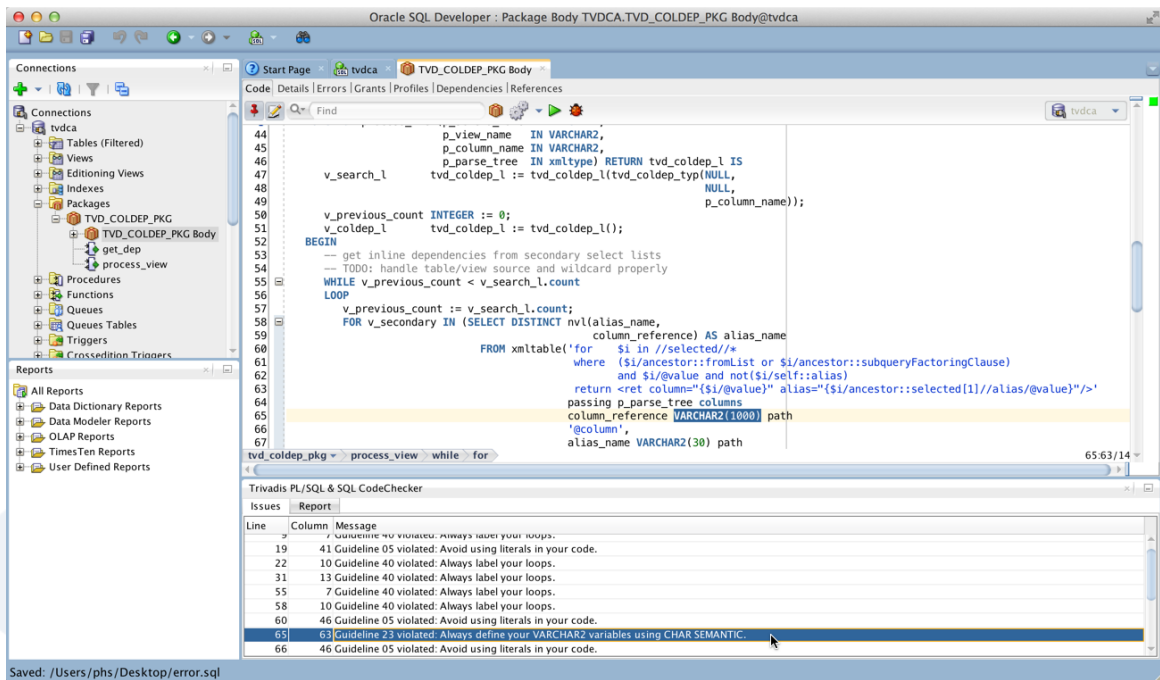 Oracle SQL Developer : Package Body TVDCA.TVD_COLDEP_PKG Body@tvdca
Connections
Connections
tvdca
Tables (Filtered)
Views
Editioning Views
Indexes
Packages
TVD_COLDEP_PKG
TVD_COLDEP_PKG Body
get_dep
process_view
Procedures
Functions
Queues
Queues Tables
Triggers
Crossedition Triggers
Reports
All Reports
Data Dictionary Reports
Data Modeler Reports
OLAP Reports
TimesTen Reports
User Defined Reports
Start Page tvdca TVD_COLDEP_PKG Body
Code Details Errors Grants Profiles Dependencies References
Find tvdca
44 p_view_name IN VARCHAR2,
45 p_column_name IN VARCHAR2,
46 p_parse_tree IN xmltype) RETURN tvd_coldep_l IS
47 v_search_l tvd_coldep_l := tvd_coldep_l(tvd_coldep_typ(NULL,
48 NULL,
49 p_column_name));
50 v_previous_count INTEGER := 0;
51 v_coldep_l tvd_coldep_l := tvd_coldep_l();
52 BEGIN
53 -- get inline dependencies from secondary select lists
54 -- TODO: handle table/view source and wildcard properly
55 WHILE v_previous_count < v_search_l.count
56 LOOP
57 v_previous_count := v_search_l.count;
58 FOR v_secondary IN (SELECT DISTINCT nvl(alias_name,
59 column_reference) AS alias_name
60 FROM xmltable('for $i in //selected//*
61 where ($i/ancestor::fromList or $i/ancestor::subqueryFactoringClause)
62 and $i/@value and not($i/self::alias)
63 return <ret column="{$i/@value}" alias="{$i/ancestor::selected[1]//alias/@value}"/>'
64 passing p_parse_tree columns
65 column_reference VARCHAR2(1000) path
66 '@column',
67 alias_name VARCHAR2(30) path
tvd_coldep_pkg process_view while for 65:63/14
Trivadis PL/SQL & SQL CodeChecker
Issues Report
Line Column Message
9 7 Guideline 40 violated: Always label your loops.
19 41 Guideline 05 violated: Avoid using literals in your code.
22 10 Guideline 40 violated: Always label your loops.
31 13 Guideline 40 violated: Always label your loops.
55 7 Guideline 40 violated: Always label your loops.
58 10 Guideline 40 violated: Always label your loops.
60 46 Guideline 05 violated: Avoid using literals in your code.
65 63 Guideline 23 violated: Always define your VARCHAR2 variables using CHAR SEMANTIC.
66 46 Guideline 05 violated: Avoid using literals in your code.
Saved: /Users/phs/Desktop/error.sql